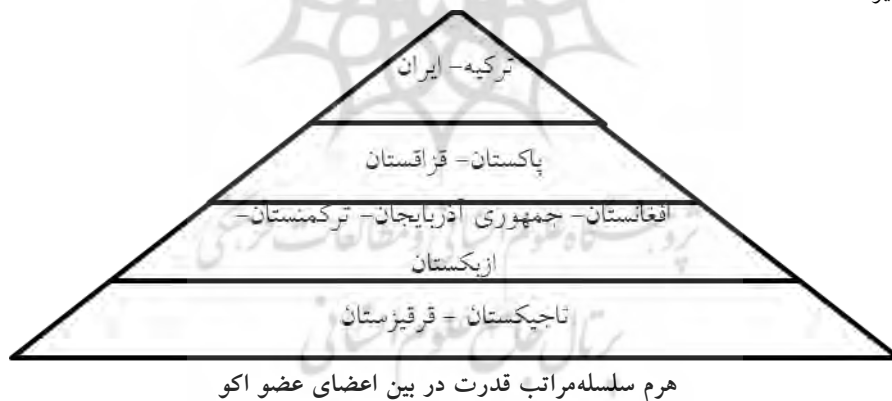 ترکیه- ایران
پاکستان- قزاقستان
افغانستان- جمهوری آذربایجان- ترکمنستان-
ازبکستان
تاجیکستان - قرقیزستان
هرم سلسله‌مراتب قدرت در بین اعضای عضو اکو